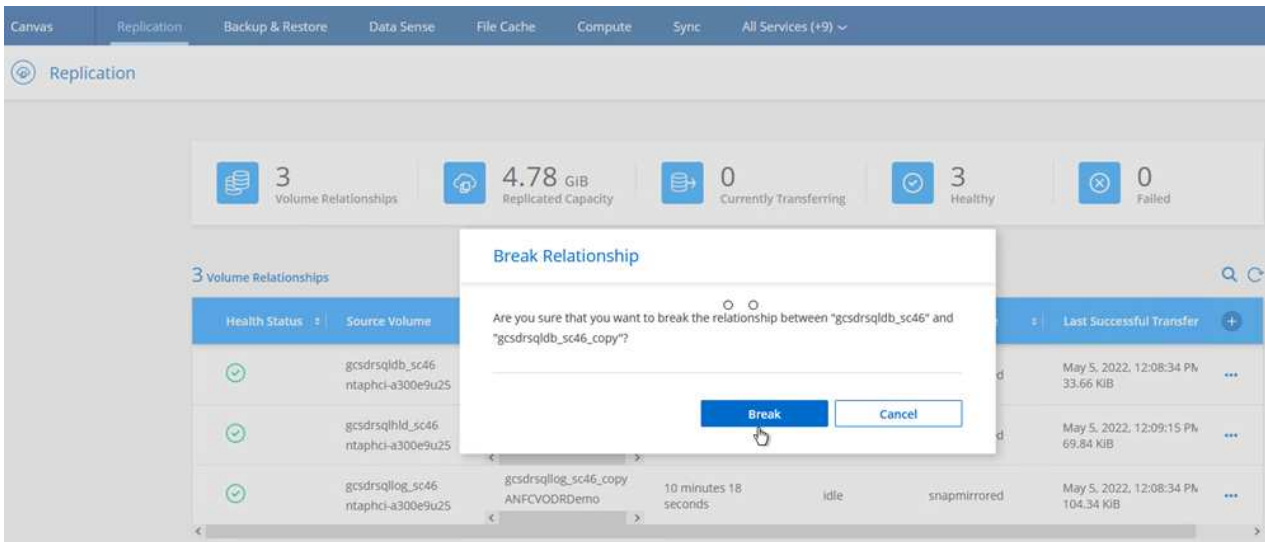 Canvas Replication Backup & Restore Data Sense File Cache Compute Sync All Services (+9)
Replication
3 4.78 GiB 0 3 0
Volume Relationships Replicated Capacity Currently Transferring Healthy Failed
3 Volume Relationships
Break Relationship
Health Status Source Volume Last Successful Transfer
Are you sure that you want to break the relationship between "gcsdrsqldb_sc46" and
"gcsdrsqldb_sc46_copy"?
gcsdrsqldb_sc46 May 5, 2022, 12:08:34 PM
ntaphci-a300e9u25 33.66 KiB
Break Cancel
gcsdrsqlhld_sc46 May 5, 2022, 12:09:15 PM
ntaphci-a300e9u25 69.84 KiB
gcsdrsqllog_sc46 gcsdrsqllog_sc46_copy 10 minutes 18 idle snapmirrored May 5, 2022, 12:08:34 PM
ntaphci-a300e9u25 ANFCVODRDemo seconds 104.34 KiB